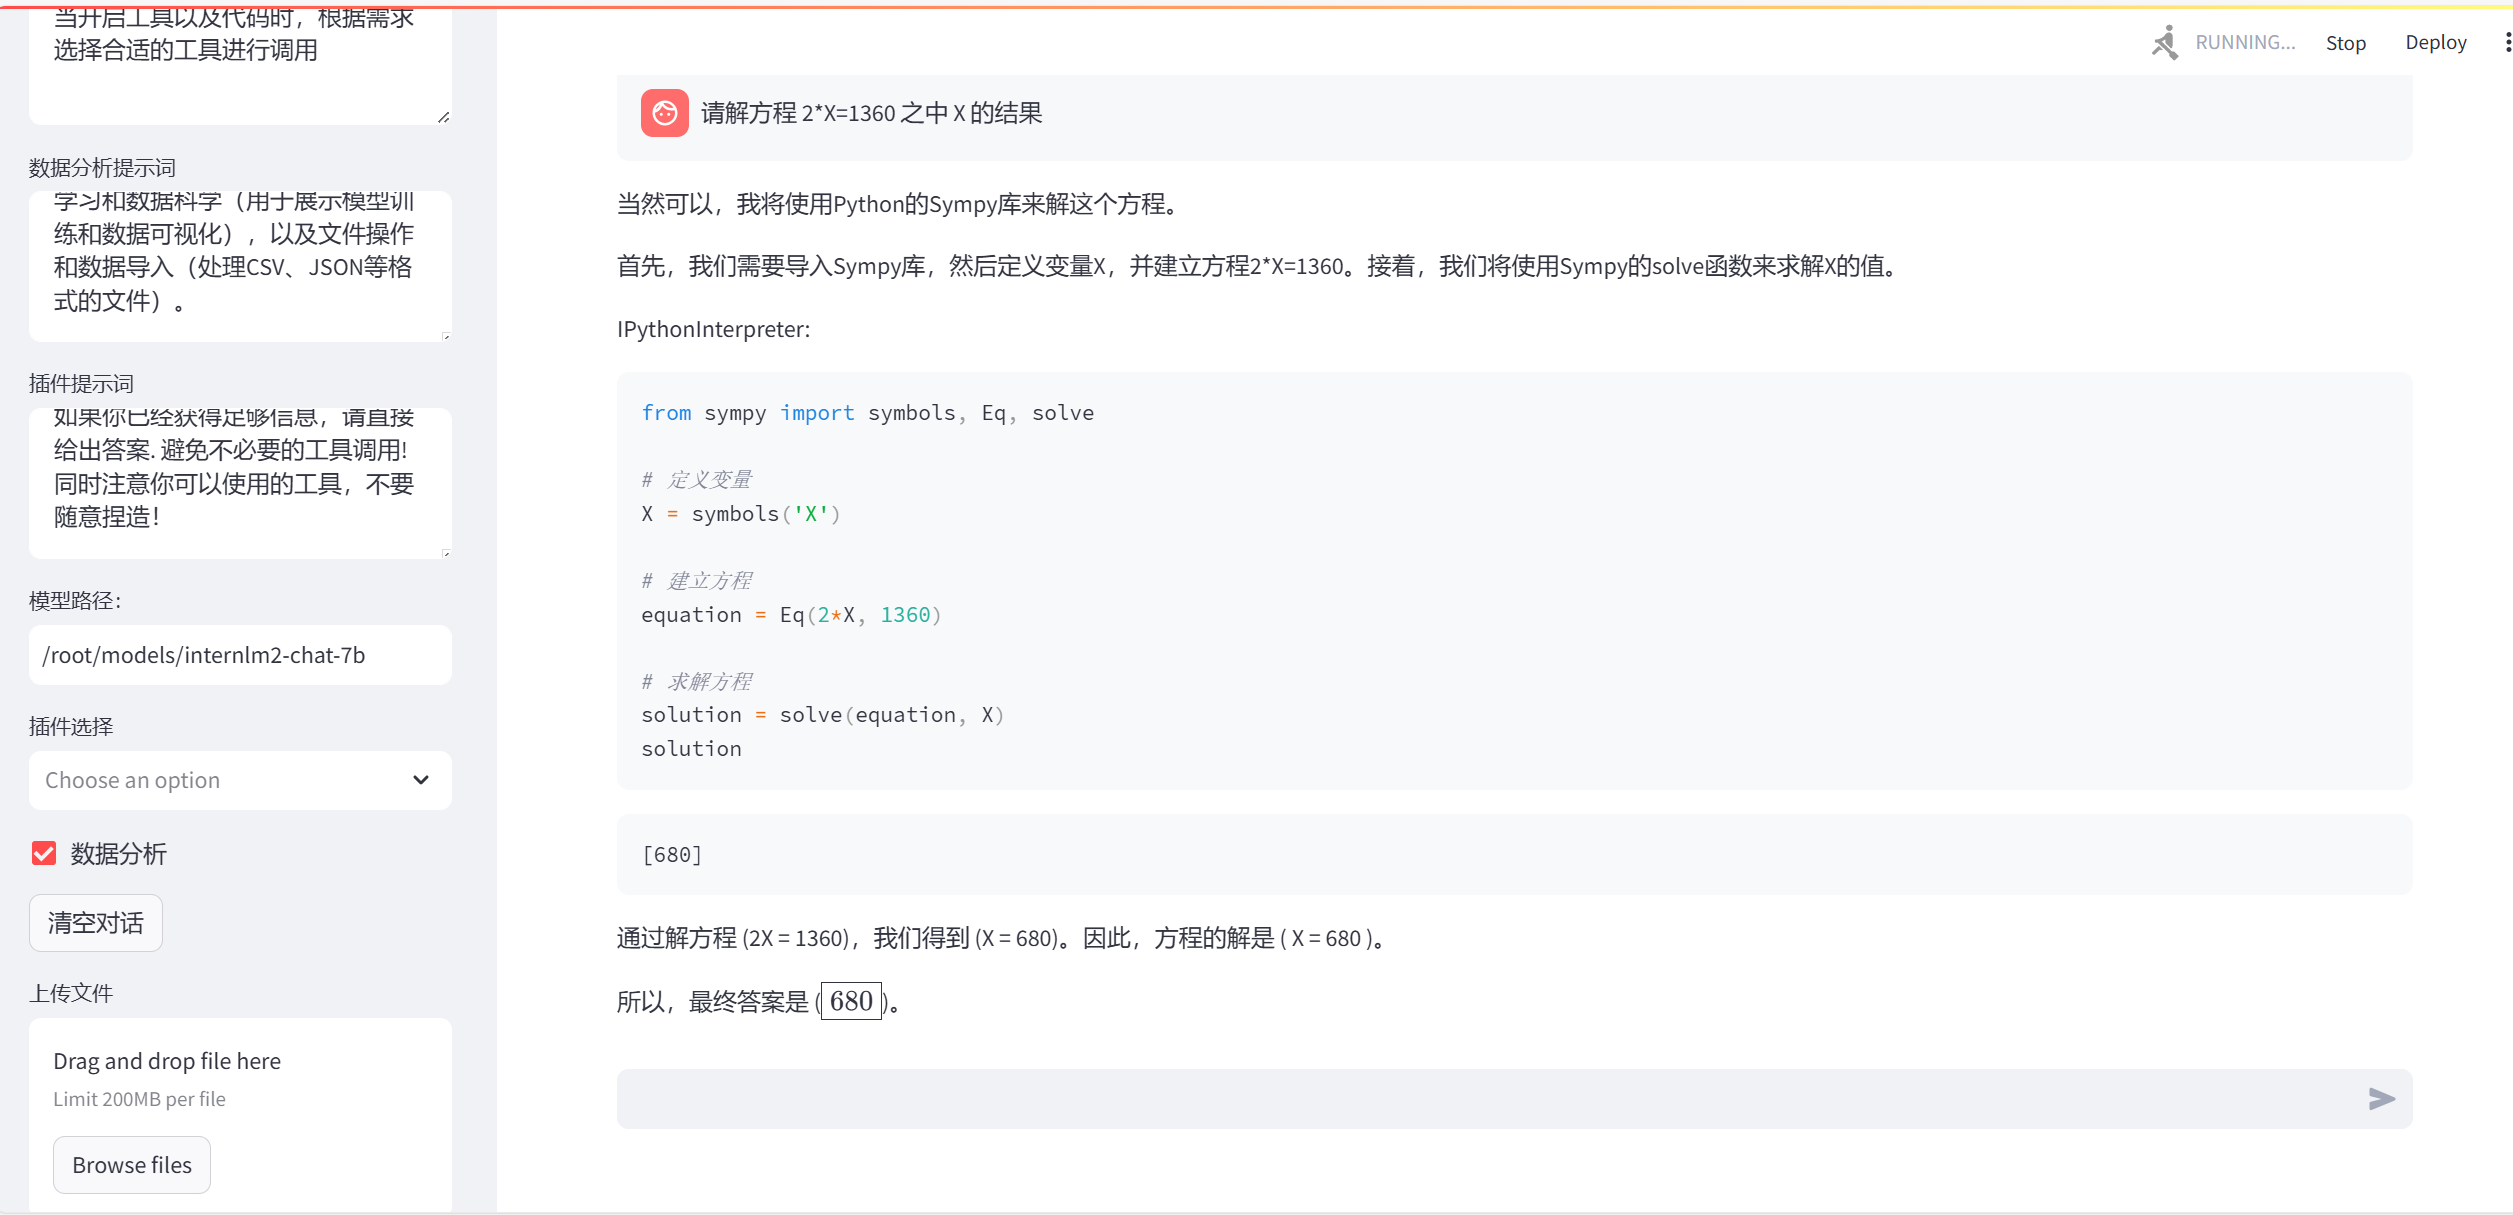 当开启工具以及代码时，根据需求
选择合适的工具进行调用
数据分析提示词
学习和数据科学（用于展示模型训
练和数据可视化），以及文件操作
和数据导入（处理CSV、JSON等格
式的文件）。
插件提示词
如果你已经获得足够信息，请直接
给出答案. 避免不必要的工具调用!
同时注意你可以使用的工具，不要
随意捏造！
模型路径：
/root/models/internlm2-chat-7b
插件选择
Choose an option
数据分析
清空对话
上传文件
Drag and drop file here
Limit 200MB per file
Browse files
RUNNING...
Stop
Deploy
请解方程 2*X=1360 之中 X 的结果
当然可以，我将使用Python的Sympy库来解这个方程。
首先，我们需要导入Sympy库，然后定义变量X，并建立方程2*X=1360。接着，我们将使用Sympy的solve函数来求解X的值。
IPythonInterpreter:
from sympy import symbols, Eq, solve
# 定义变量
X = symbols('X')
# 建立方程
equation = Eq(2*X, 1360)
# 求解方程
solution = solve(equation, X)
solution
[680]
通过解方程 (2X = 1360)，我们得到 (X = 680)。因此，方程的解是 ( X = 680 )。
所以，最终答案是 (680)。